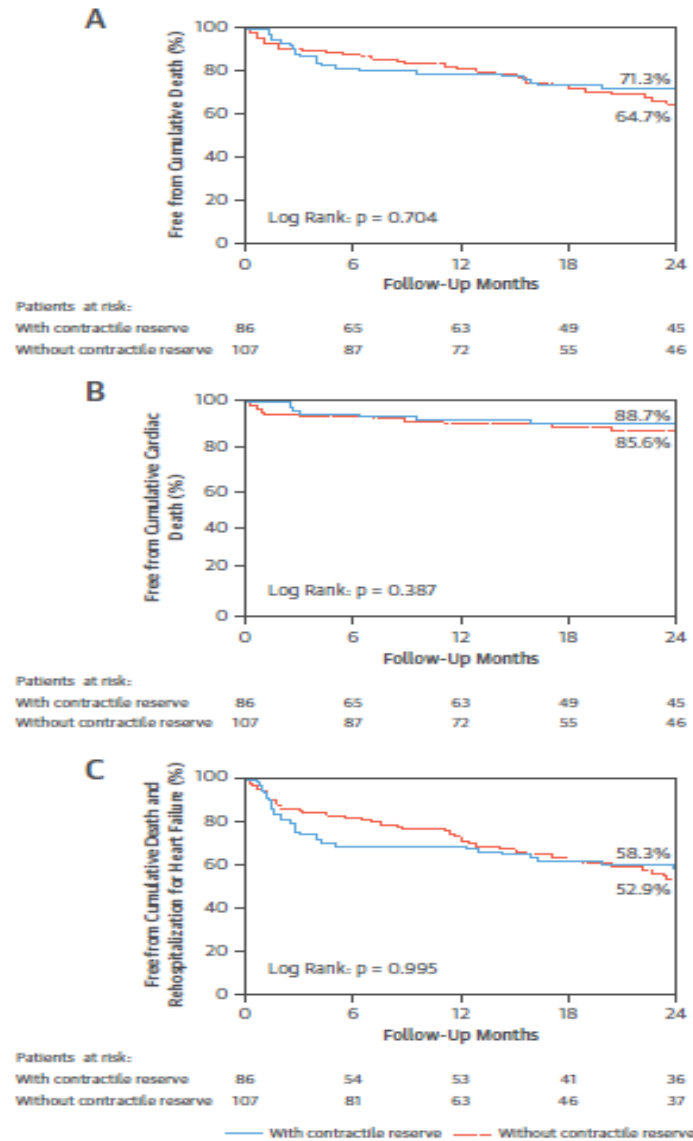 A
Free from Cumulative Death (%)
100
80
60
40
20
0
71.3%
64.7%
Log Rank: p = 0.704
0 6 12 18 24
Follow-Up Months
Patients at risk:
With contractile reserve 86 65 63 49 45
Without contractile reserve 107 87 72 55 46
B
Free from Cumulative Cardiac
Death (%)
100
80
60
40
20
0
88.7%
85.6%
Log Rank: p = 0.387
0 6 12 18 24
Follow-Up Months
Patients at risk:
With contractile reserve 86 65 63 49 45
Without contractile reserve 107 87 72 55 46
C
Free from Cumulative Death and
Rehospitalization for Heart Failure (%)
100
80
60
40
20
0
58.3%
52.9%
Log Rank: p = 0.995
0 6 12 18 24
Follow-Up Months
Patients at risk:
With contractile reserve 86 54 53 41 36
Without contractile reserve 107 81 63 46 37
With contractile reserve Without contractile reserve